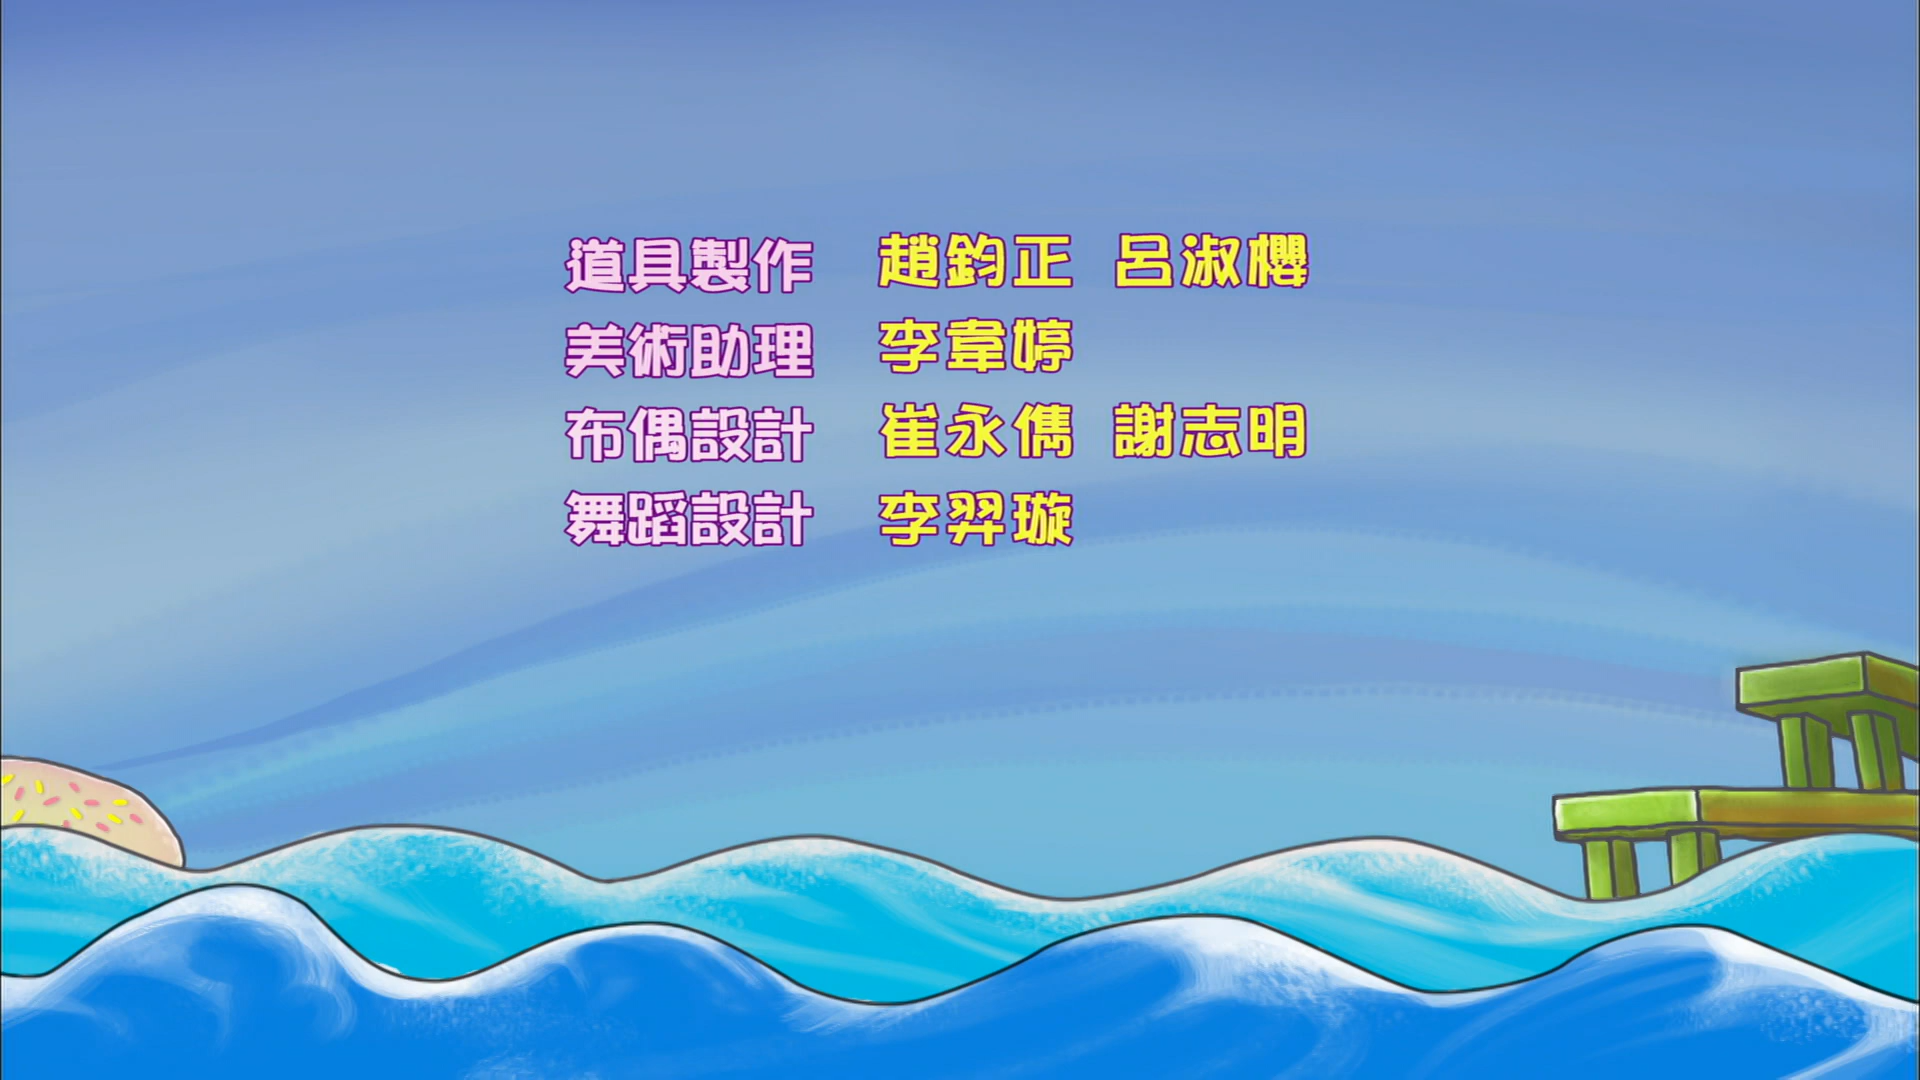 道具製作 趙鈞正 呂淑櫻
美術助理 李韋婷
布偶設計 崔永儁 謝志明
舞蹈設計 李羿璇